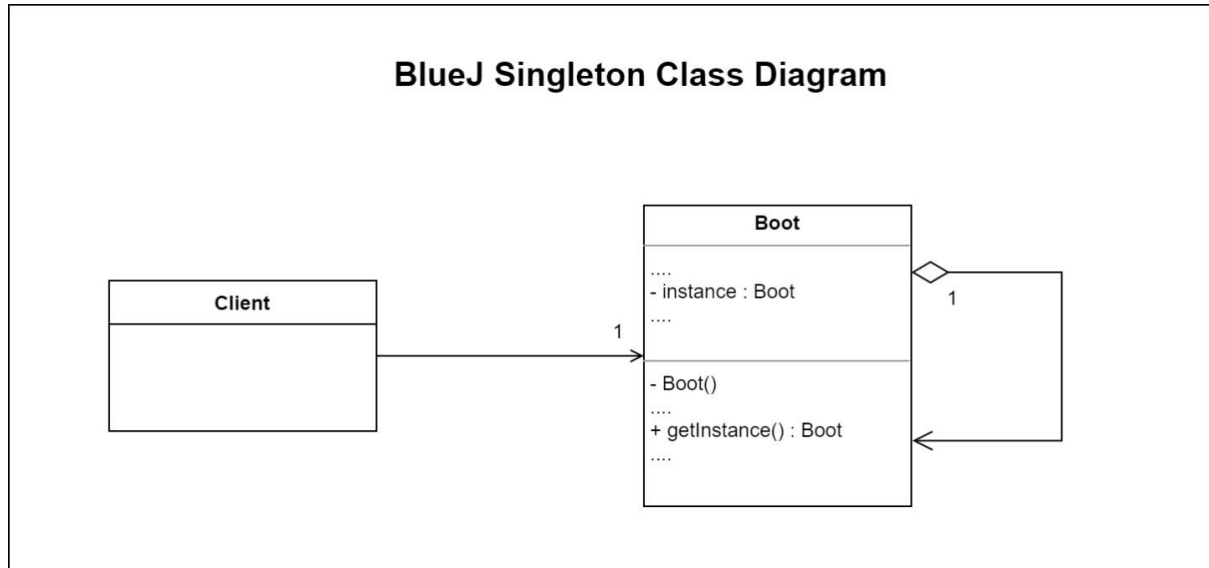 BlueJ Singleton Class Diagram
Client
1
Boot
....
- instance : Boot
....
- Boot()
....
+ getInstance() : Boot
....
1